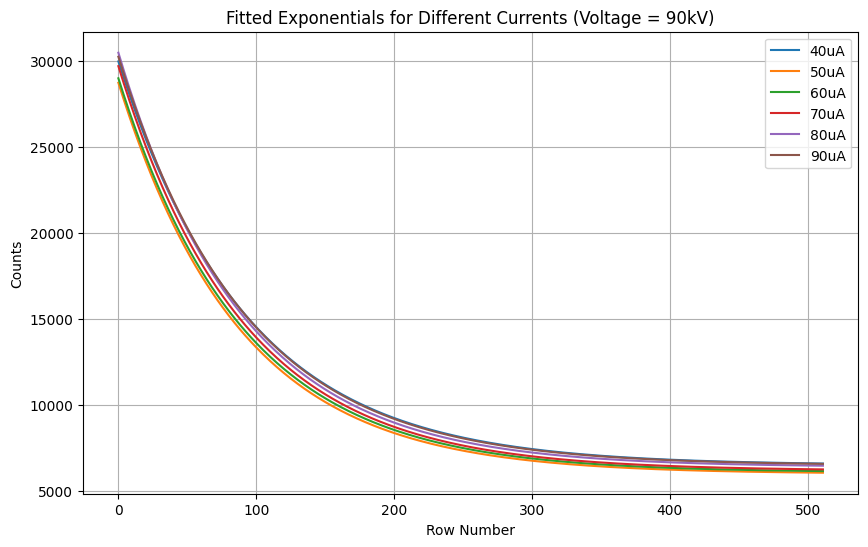 Fitted Exponentials for Different Currents (Voltage = 90kV)
40uA
50uA
60uA
70uA
80uA
90uA
30000
25000
20000
15000
10000
5000
Counts
0 100 200 300 400 500
Row Number